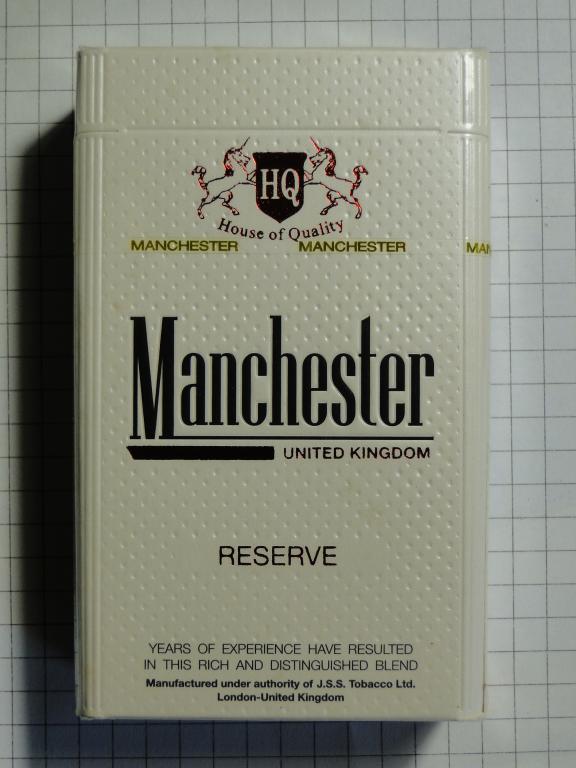 HQ
House of Quality
MANCHESTER MANCHESTER MAN
Manchester
UNITED KINGDOM
RESERVE
YEARS OF EXPERIENCE HAVE RESULTED
IN THIS RICH AND DISTINGUISHED BLEND
Manufactured under authority of J.S.S. Tobacco Ltd.
London-United Kingdom